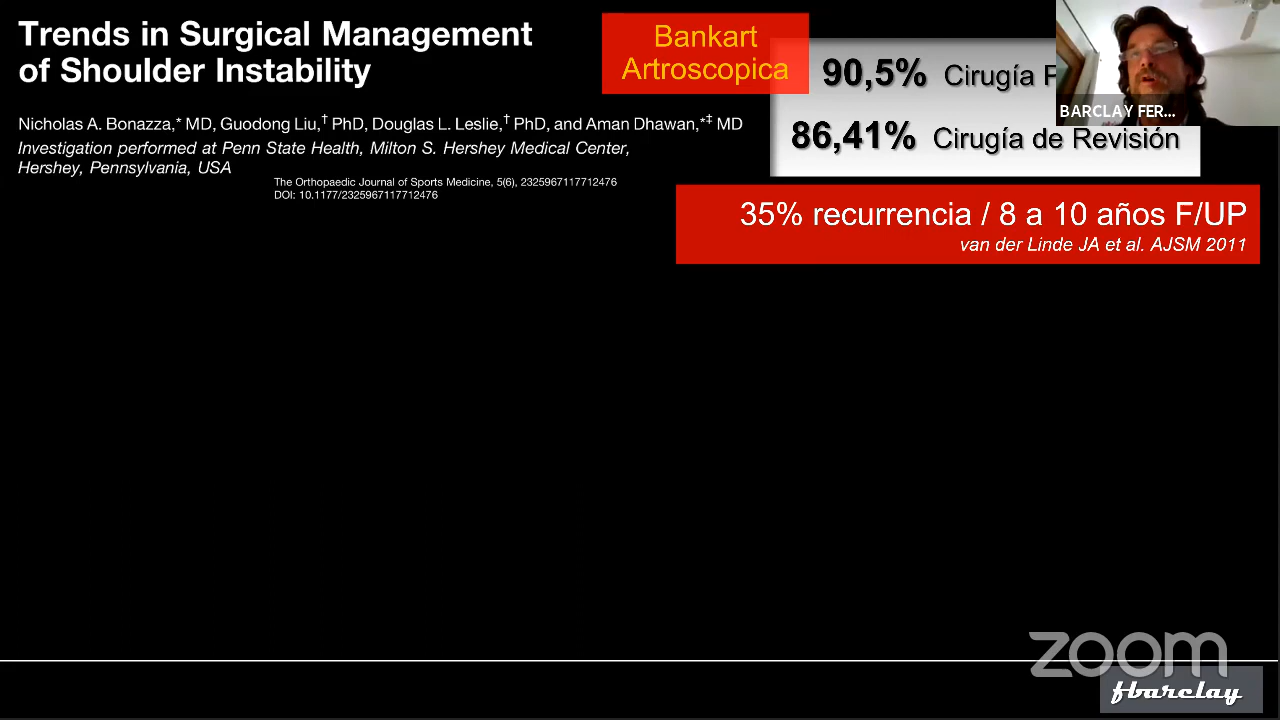 Trends in Surgical Management
of Shoulder Instability
Nicholas A. Bonazza,* MD, Guodong Liu,† PhD, Douglas L. Leslie,† PhD, and Aman Dhawan,*‡ MD
Investigation performed at Penn State Health, Milton S. Hershey Medical Center,
Hershey, Pennsylvania, USA
The Orthopaedic Journal of Sports Medicine, 5(6), 2325967117712476
DOI: 10.1177/2325967117712476
Bankart
Artroscopica
90,5% Cirugía
86,41% Cirugía de Revisión
BARCLAY FER...
35% recurrencia / 8 a 10 años F/UP
van der Linde JA et al. AJSM 2011
zoom
fbarclay